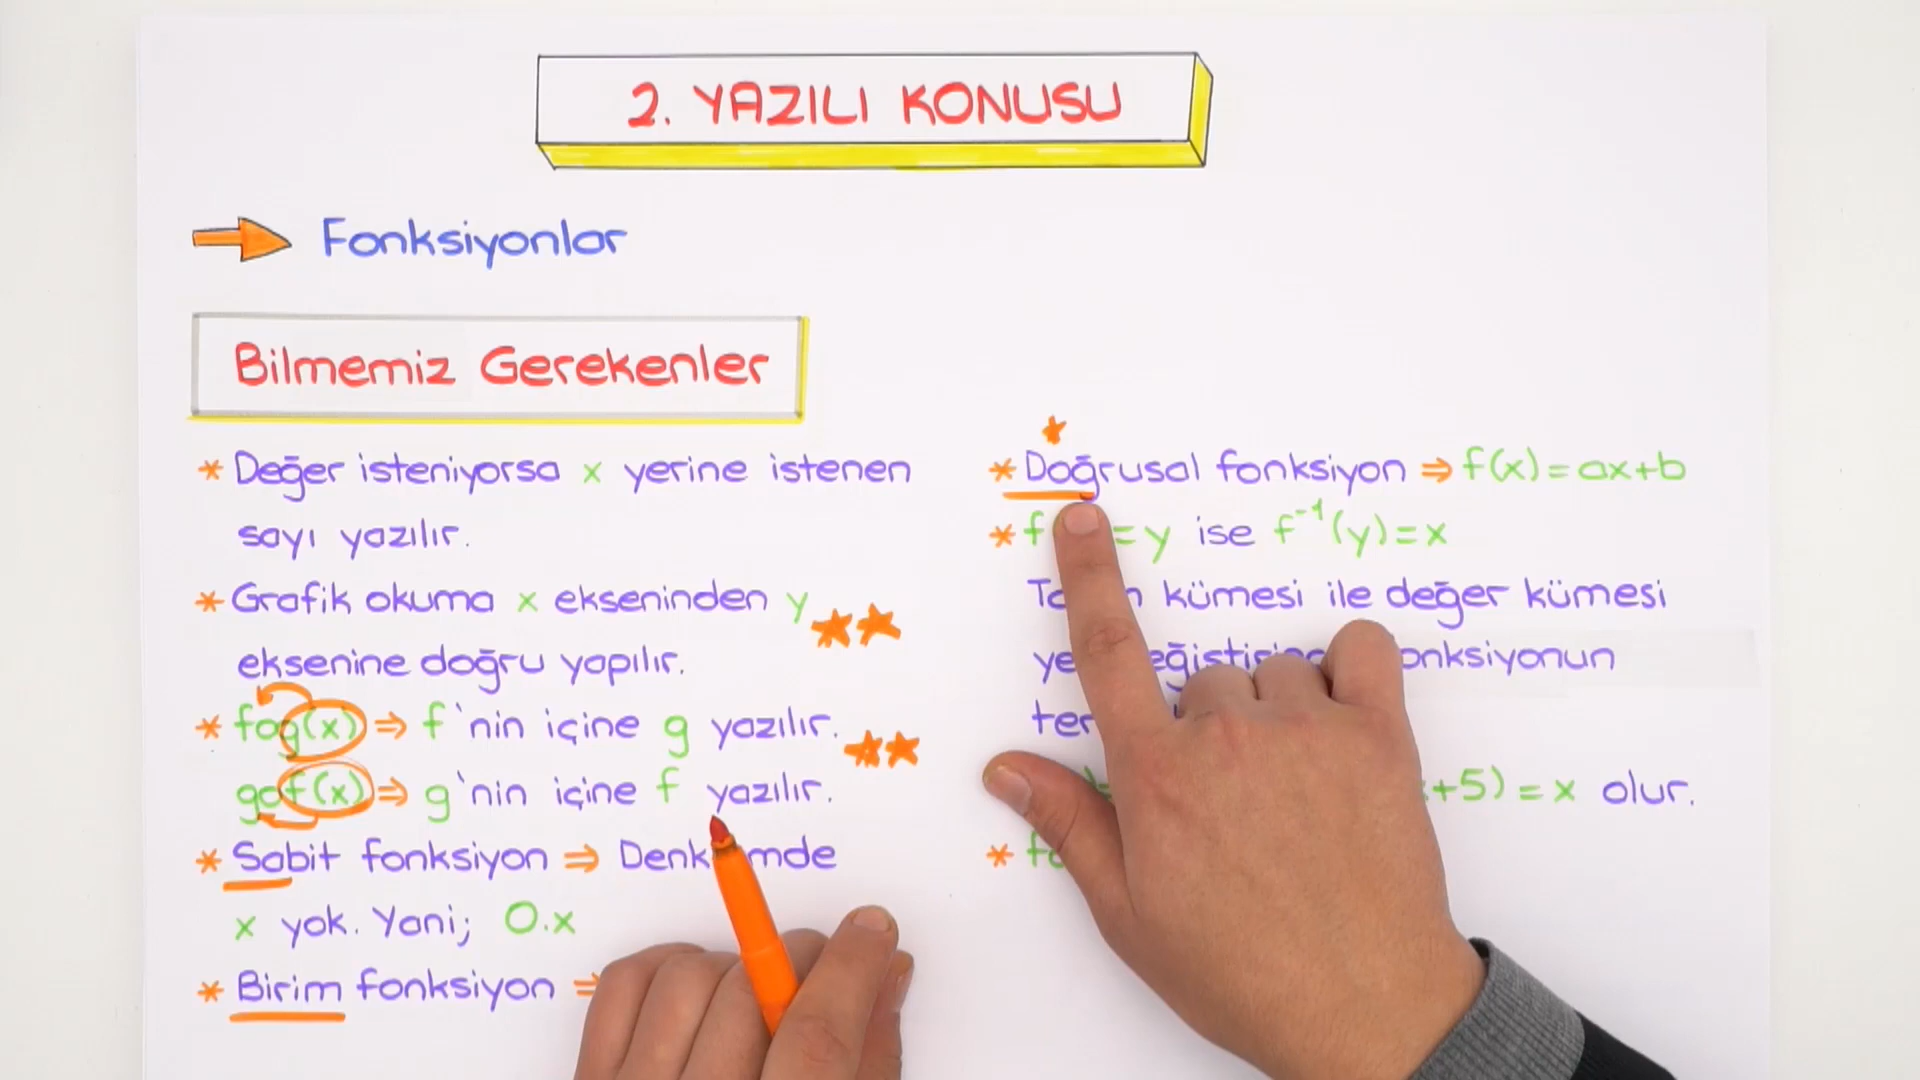 2. YAZILI KONUSU
Fonksiyonlar
Bilmemiz Gerekenler
* Değer isteniyorsa x yerine istenen
sayı yazılır.
* Grafik okuma x ekseninden y
eksenine doğru yapılır.
* fog(x) ⇒ f'nin içine g yazılır.
gof(x) ⇒ g'nin içine f yazılır.
* Sabit fonksiyon ⇒
x yok. Yani; 0.x
* Birim fonksiyon ⇒
* Doğrusal fonksiyon ⇒ f(x) = ax+b
* = y ise f⁻¹(y) = x
kümesi ile değer kümesi
+5) = x olur.